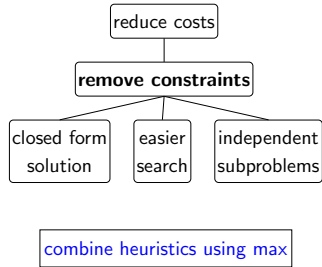 reduce costs
remove constraints
closed form
solution
easier
search
independent
subproblems
combine heuristics using max